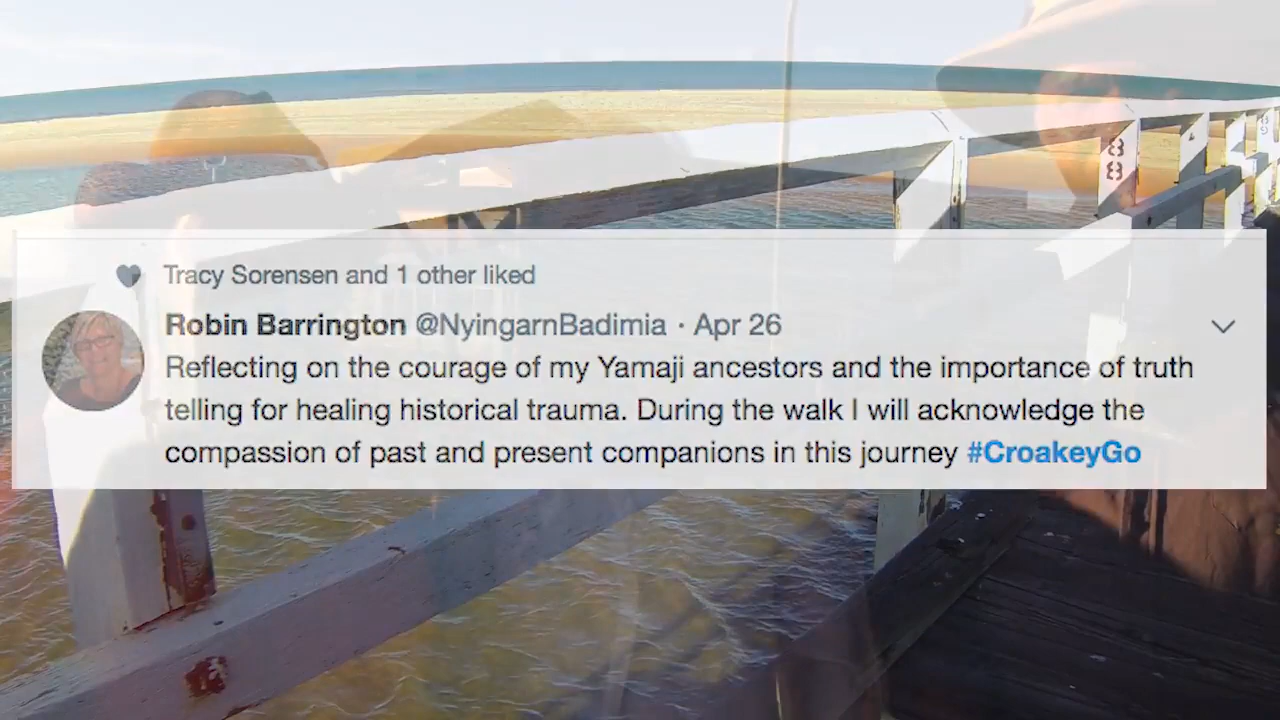 88
Tracy Sorensen and 1 other liked
Robin Barrington @NyingarnBadimia · Apr 26
Reflecting on the courage of my Yamaji ancestors and the importance of truth
telling for healing historical trauma. During the walk I will acknowledge the
compassion of past and present companions in this journey #CroakeyGo